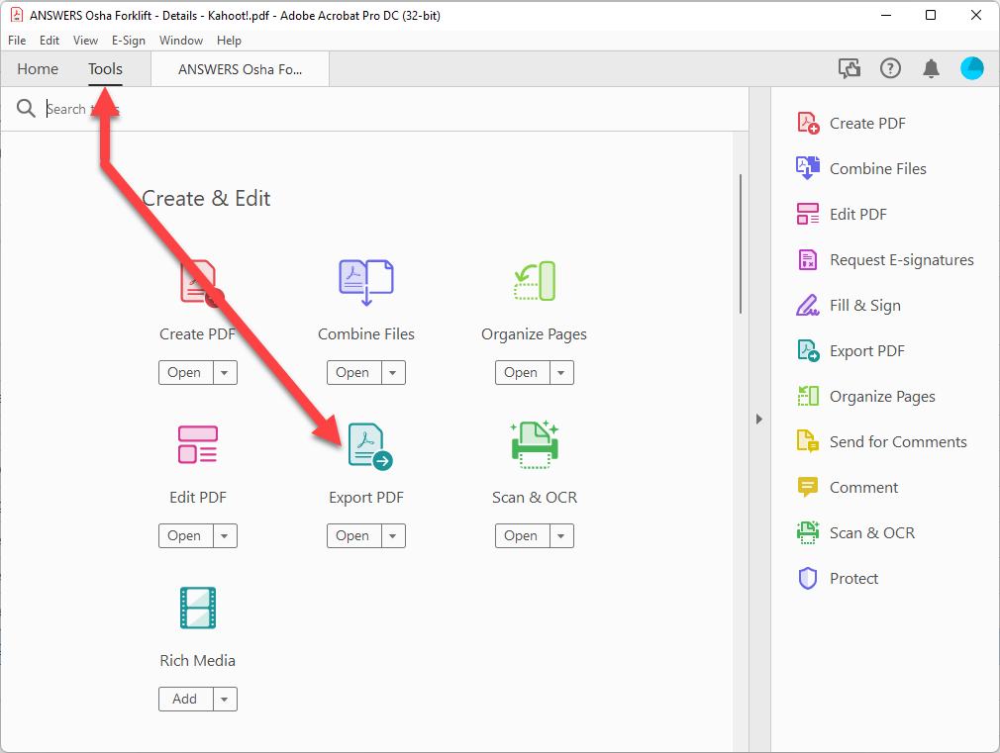 ANSWERS Osha Forklift - Details - Kahoot!.pdf - Adobe Acrobat Pro DC (32-bit)
File Edit View E-Sign Window Help
Home Tools ANSWERS Osha Fo...
Search
Create & Edit
Create PDF Combine Files Organize Pages
Open Open Open
Edit PDF Export PDF Scan & OCR
Open Open Open
Rich Media
Add
Create PDF
Combine Files
Edit PDF
Request E-signatures
Fill & Sign
Export PDF
Organize Pages
Send for Comments
Comment
Scan & OCR
Protect